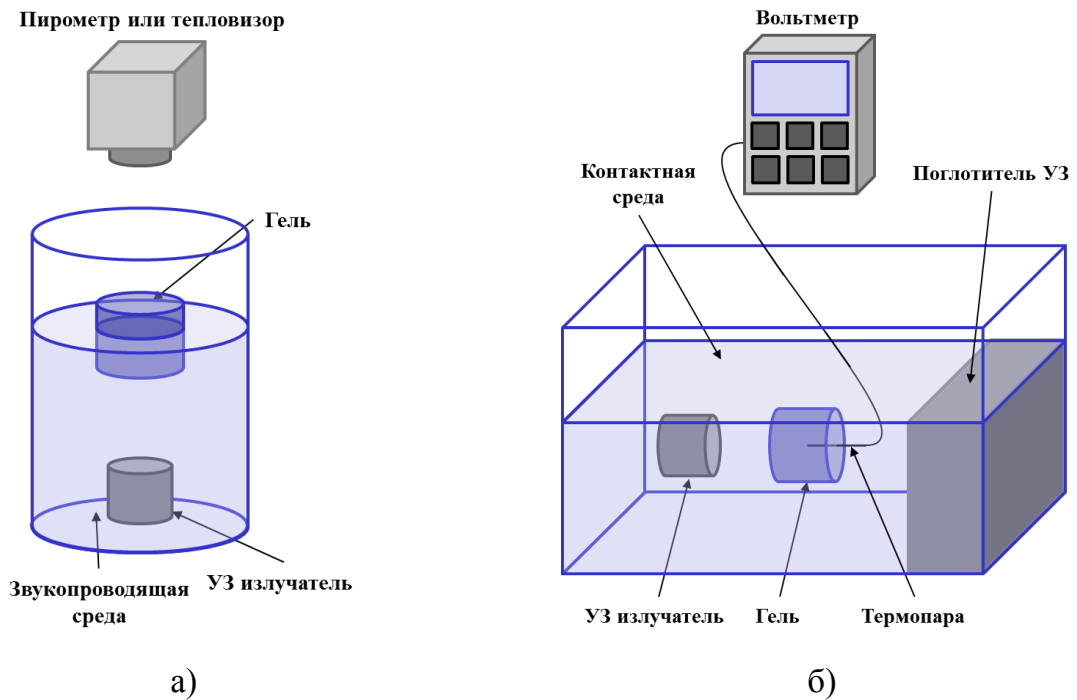 Пирометр или тепловизор
Гель
Звукопроводящая
среда
УЗ излучатель
а)
Вольтметр
Контактная
среда
Поглотитель УЗ
УЗ излучатель
Гель
Термопара
б)